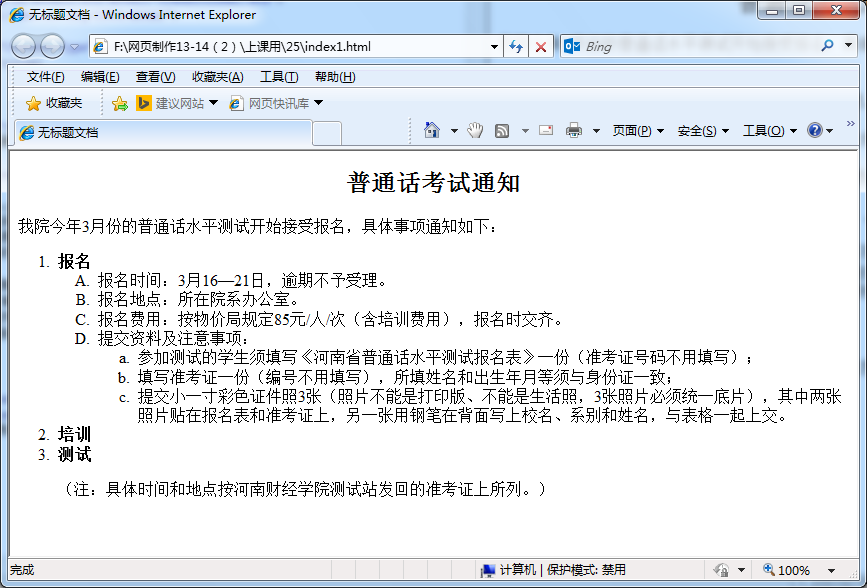 无标题文档 - Windows Internet Explorer
F:\网页制作13-14（2）\上课用\25\index1.html
Bing
文件(F) 编辑(E) 查看(V) 收藏夹(A) 工具(T) 帮助(H)
收藏夹 建议网站 网页快讯库
无标题文档 页面(P) 安全(S) 工具(O)
普通话考试通知
我院今年3月份的普通话水平测试开始接受报名，具体事项通知如下：
1. 报名
A. 报名时间：3月16—21日，逾期不予受理。
B. 报名地点：所在院系办公室。
C. 报名费用：按物价局规定85元/人/次（含培训费用），报名时交齐。
D. 提交资料及注意事项：
a. 参加测试的学生须填写《河南省普通话水平测试报名表》一份（准考证号码不用填写）；
b. 填写准考证一份（编号不用填写），所填姓名和出生年月等须与身份证一致；
c. 提交小一寸彩色证件照3张（照片不能是打印版、不能是生活照，3张照片必须统一底片），其中两张
照片贴在报名表和准考证上，另一张用钢笔在背面写上校名、系别和姓名，与表格一起上交。
2. 培训
3. 测试
（注：具体时间和地点按河南财经学院测试站发回的准考证上所列。）
完成 计算机 | 保护模式: 禁用 100%